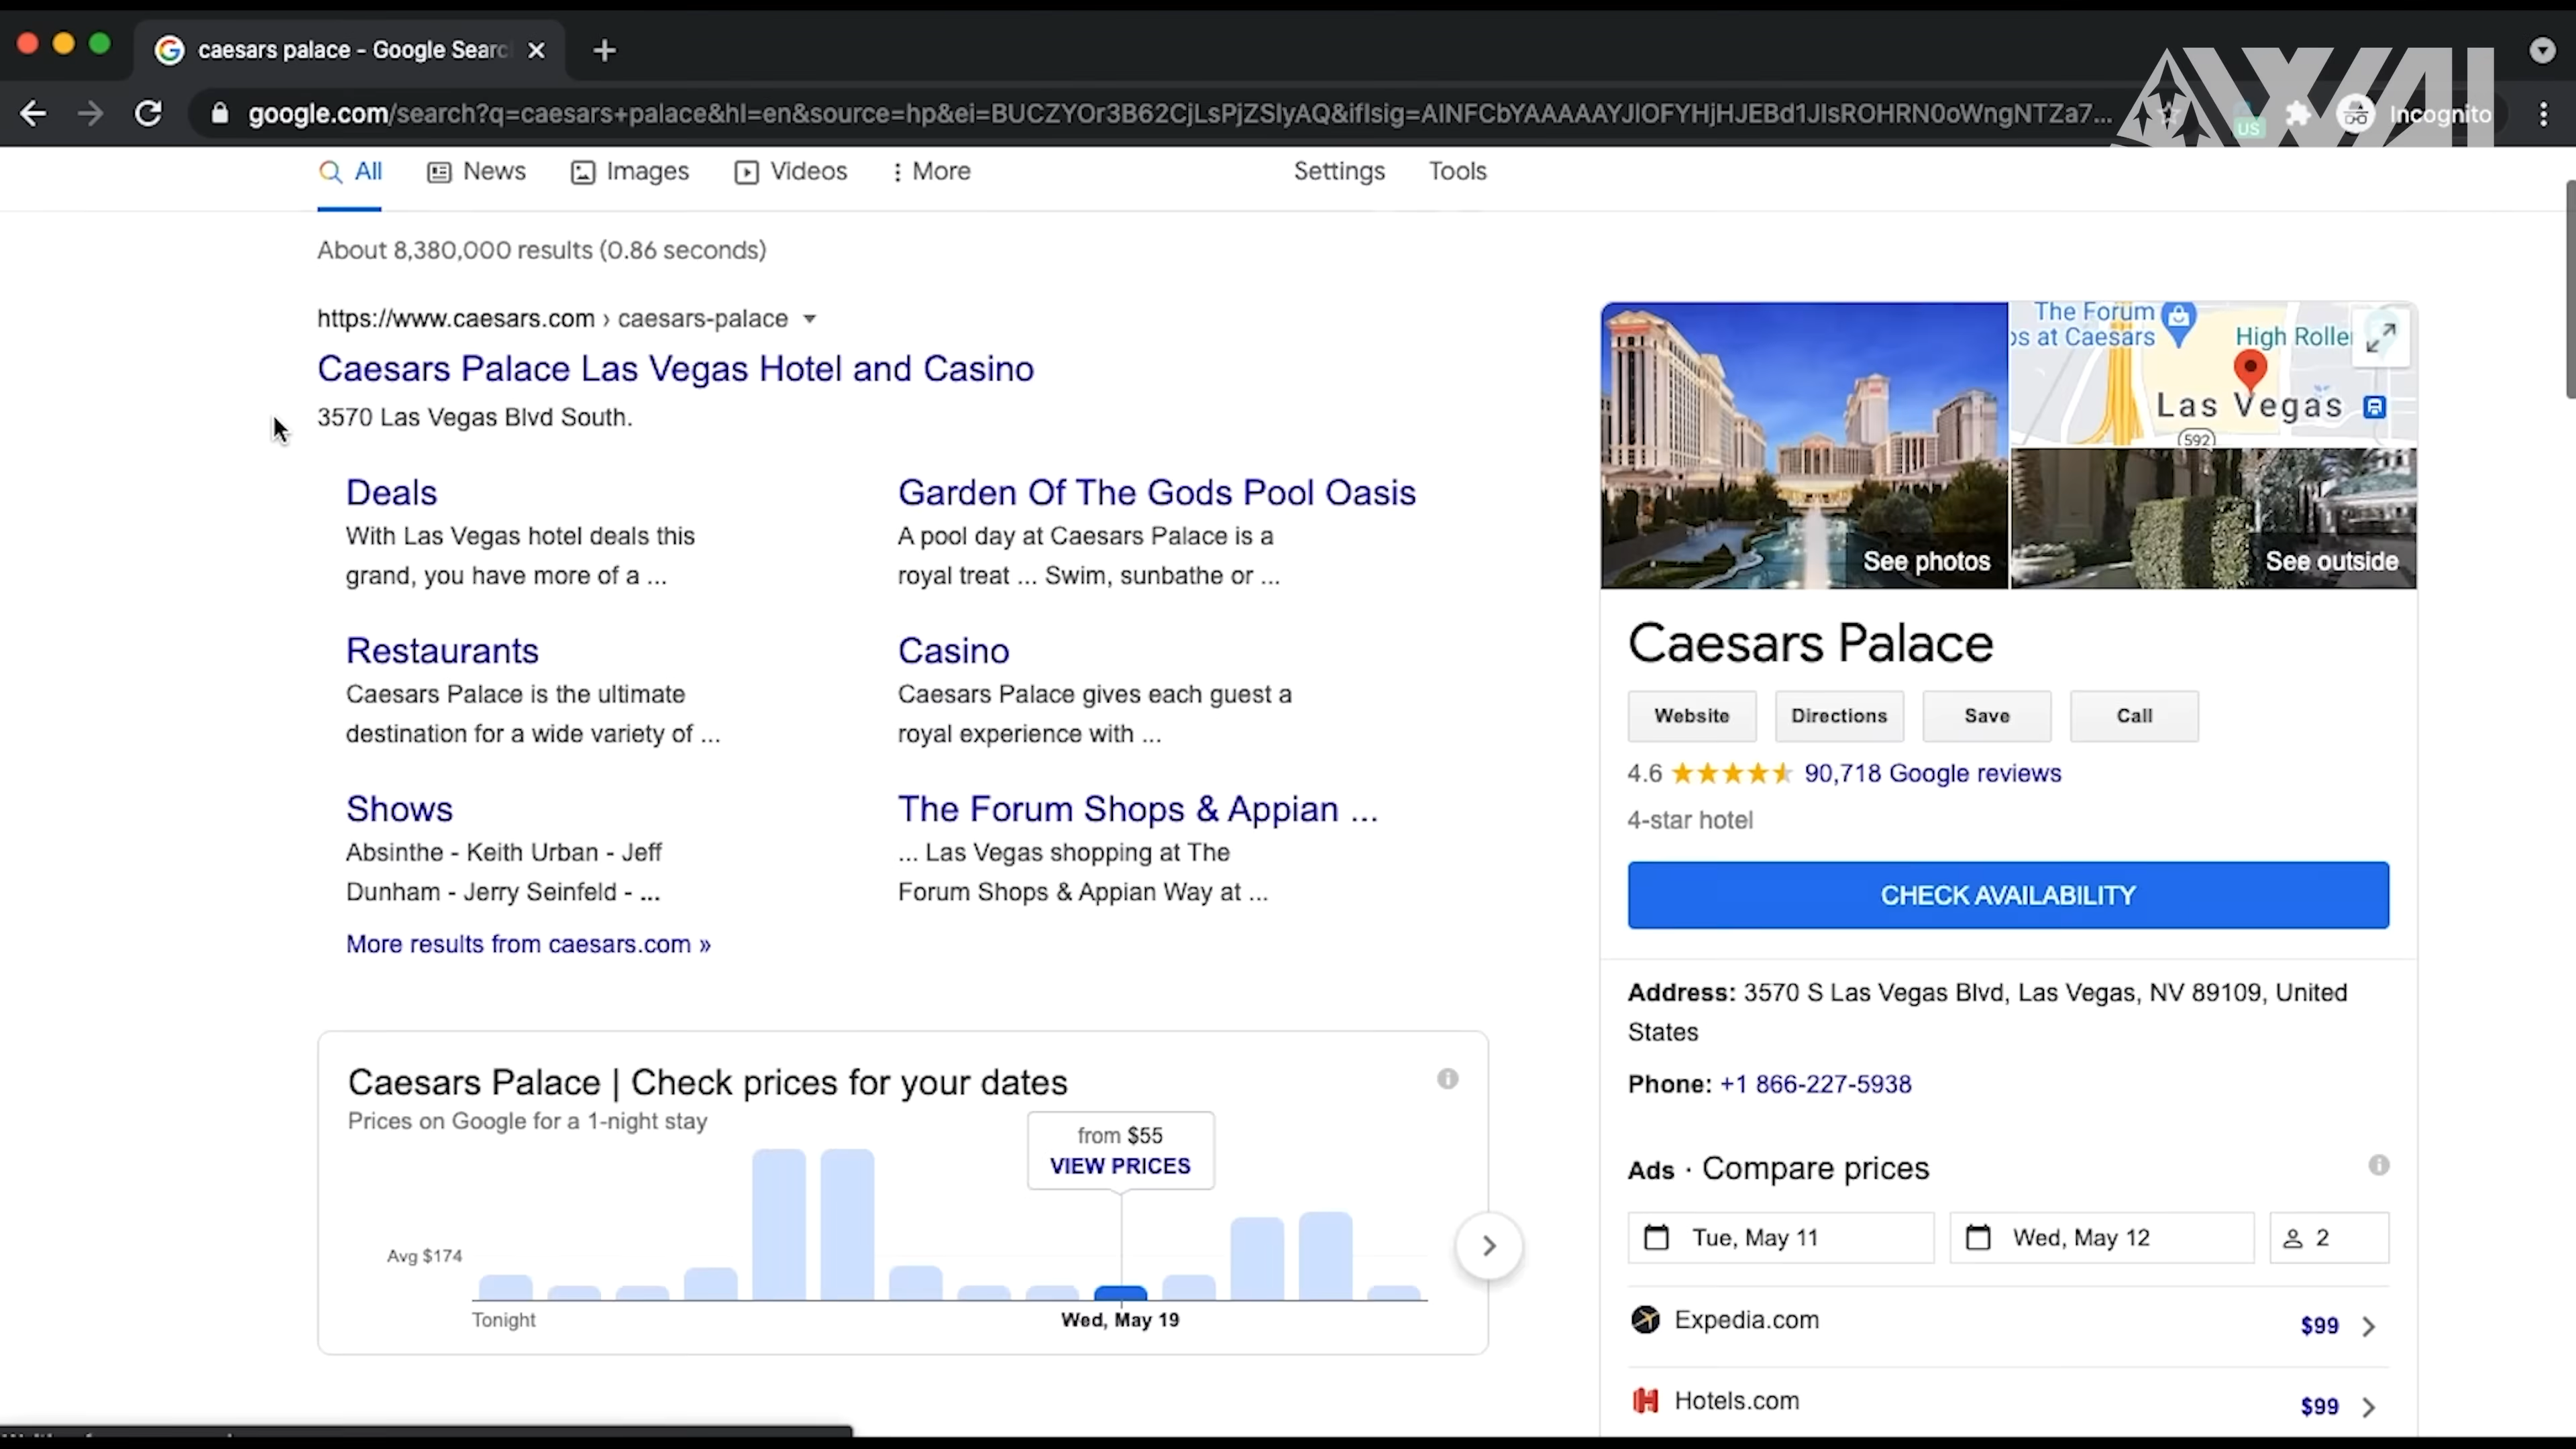 caesars palace - Google Searc
google.com/search?q=caesars+palace&hl=en&source=hp&ei=BUCZYOr3B62CjLsPjZSlyAQ&iflsig=AINFCbYAAAAAYJlOFYHjHJEBd1JlsROHRN0oWngNTZa7...
US
Incognito
AWAI
All
News
Images
Videos
More
Settings
Tools
About 8,380,000 results (0.86 seconds)
https://www.caesars.com › caesars-palace
Caesars Palace Las Vegas Hotel and Casino
3570 Las Vegas Blvd South.
Deals
With Las Vegas hotel deals this
grand, you have more of a ...
Garden Of The Gods Pool Oasis
A pool day at Caesars Palace is a
royal treat ... Swim, sunbathe or ...
Restaurants
Caesars Palace is the ultimate
destination for a wide variety of ...
Casino
Caesars Palace gives each guest a
royal experience with ...
Shows
Absinthe - Keith Urban - Jeff
Dunham - Jerry Seinfeld - ...
The Forum Shops & Appian ...
... Las Vegas shopping at The
Forum Shops & Appian Way at ...
More results from caesars.com »
Caesars Palace | Check prices for your dates
Prices on Google for a 1-night stay
from $55
VIEW PRICES
Avg $174
Tonight
Wed, May 19
The Forum
os at Caesars
High Roller
Las Vegas
592
See photos
See outside
Caesars Palace
Website
Directions
Save
Call
4.6
90,718 Google reviews
4-star hotel
CHECK AVAILABILITY
Address: 3570 S Las Vegas Blvd, Las Vegas, NV 89109, United
States
Phone: +1 866-227-5938
Ads · Compare prices
Tue, May 11
Wed, May 12
2
Expedia.com
$99
Hotels.com
$99